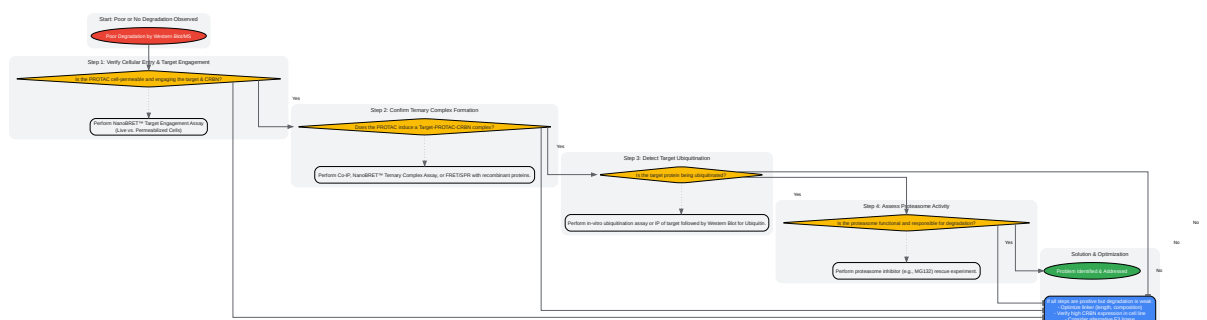 Start: Poor or No Degradation Observed
Poor Degradation by Western Blot/MS
Step 1: Verify Cellular Entry & Target Engagement
Is the PROTAC cell-permeable and engaging the target & CRBN?
Perform NanoBRET™ Target Engagement Assay
(Live vs. Permeabilized Cells)
Yes
Step 2: Confirm Ternary Complex Formation
Does the PROTAC induce a Target-PROTAC-CRBN complex?
Perform Co-IP, NanoBRET™ Ternary Complex Assay, or FRET/SPR with recombinant proteins.
Yes
Step 3: Detect Target Ubiquitination
Is the target protein being ubiquitinated?
Perform in-vitro ubiquitination assay or IP of target followed by Western Blot for Ubiquitin.
Yes
Step 4: Assess Proteasome Activity
Is the proteasome functional and responsible for degradation?
Perform proteasome inhibitor (e.g., MG132) rescue experiment.
Yes
No
No
No
Solution & Optimization
Problem Identified & Addressed
If all steps are positive but degradation is weak:
- Optimize linker (length, composition)
- Verify high CRBN expression in cell line